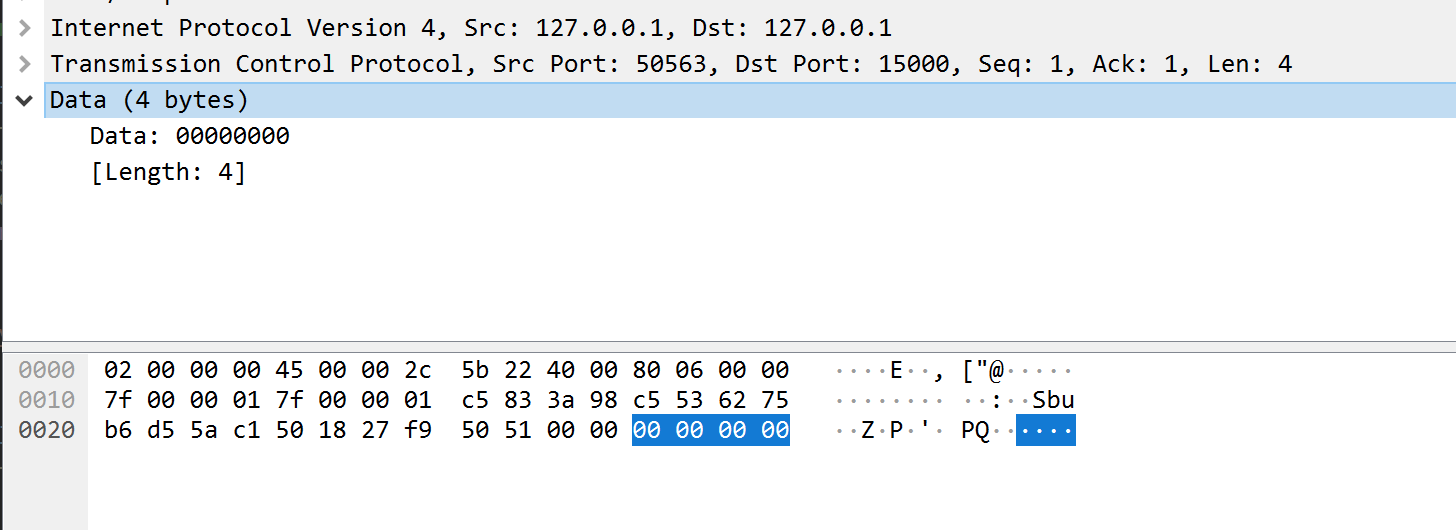 Internet Protocol Version 4, Src: 127.0.0.1, Dst: 127.0.0.1
Transmission Control Protocol, Src Port: 50563, Dst Port: 15000, Seq: 1, Ack: 1, Len: 4
Data (4 bytes)
Data: 00000000
[Length: 4]
0000 02 00 00 00 45 00 00 2c 5b 22 40 00 80 06 00 00 ····E··, ["@·····
0010 7f 00 00 01 7f 00 00 01 c5 83 3a 98 c5 53 62 75 ········ ··:··Sbu
0020 b6 d5 5a c1 50 18 27 f9 50 51 00 00 00 00 00 00 ··Z·P·'· PQ······